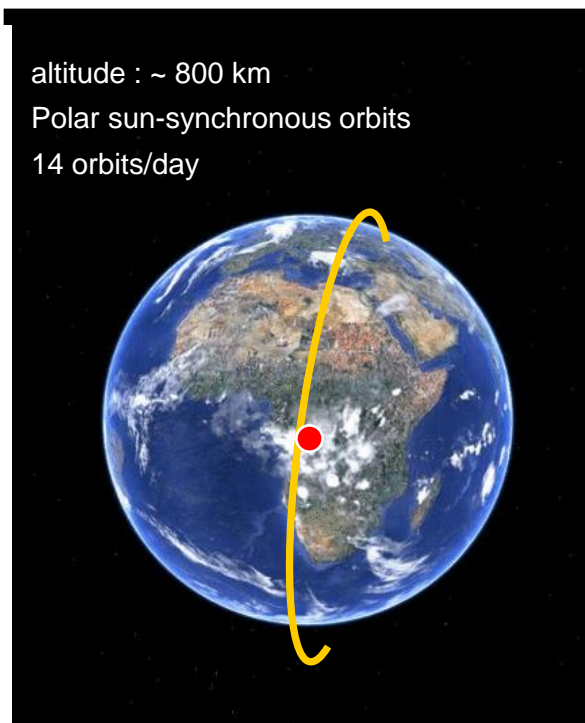 altitude : ~ 800 km
Polar sun-synchronous orbits
14 orbits/day